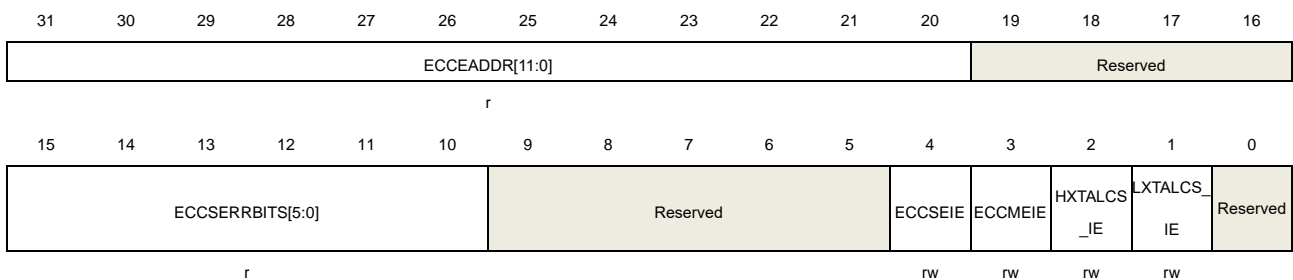 31 30 29 28 27 26 25 24 23 22 21 20 19 18 17 16
ECCEADDR[11:0] Reserved
r
15 14 13 12 11 10 9 8 7 6 5 4 3 2 1 0
ECCSERRBITS[5:0] Reserved ECCSEIE ECCMEIE HXTALCS _IE LXTALCS_ IE Reserved
r rw rw rw rw